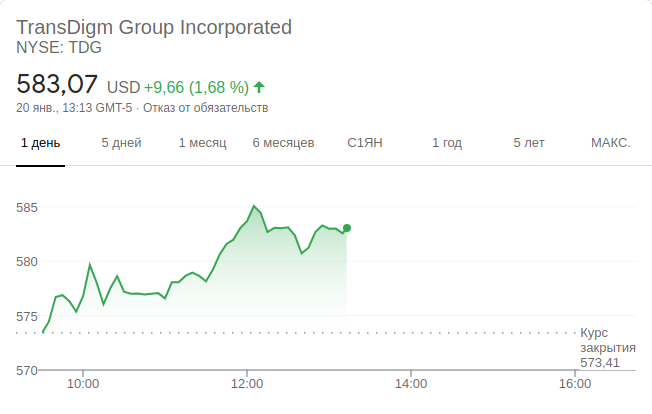 TransDigm Group Incorporated
NYSE: TDG
583,07 USD +9,66 (1,68 %)
20 янв., 13:13 GMT-5 · Отказ от обязательств
1 день 5 дней 1 месяц 6 месяцев С1ЯН 1 год 5 лет МАКС.
585
580
575
Курс
закрытия
573,41
570
10:00 12:00 14:00 16:00